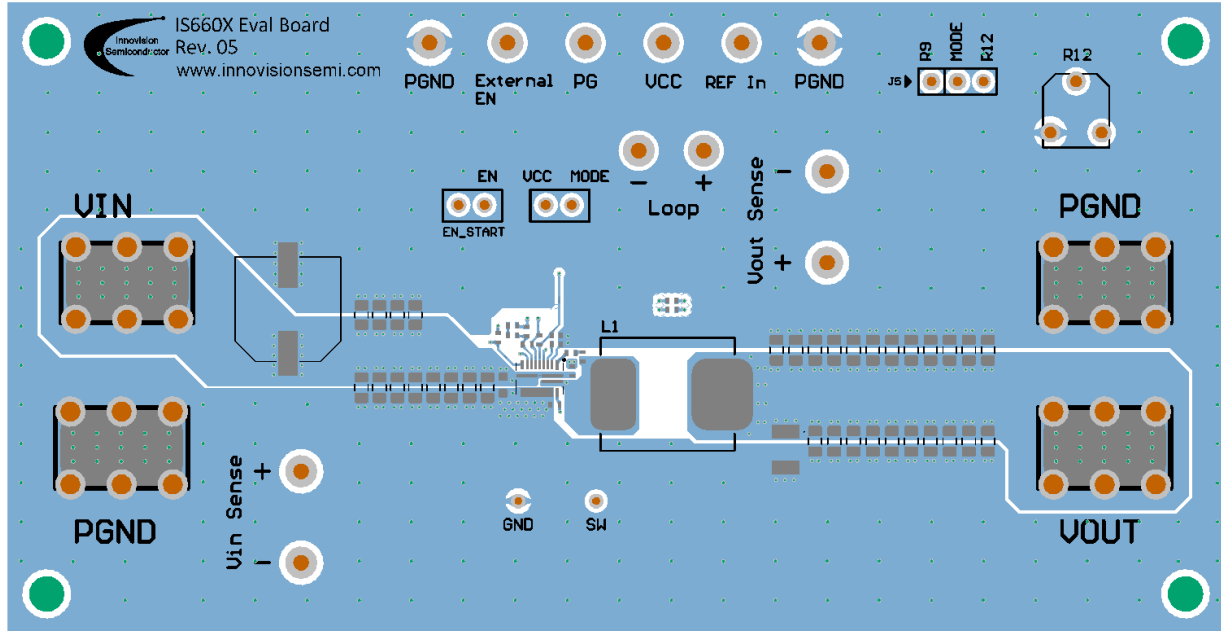 Innovision
Semiconductor
IS660X Eval Board
Rev. 05
www.innovisionsemi.com
PGND
External
EN
PG
VCC
REF In
PGND
J5
R9
MODE
R12
R12
EN
VCC MODE
EN_START
- +
Loop
Vout Sense
-
+
VIN
PGND
L1
PGND
Vin Sense
+
-
GND
SW
VOUT